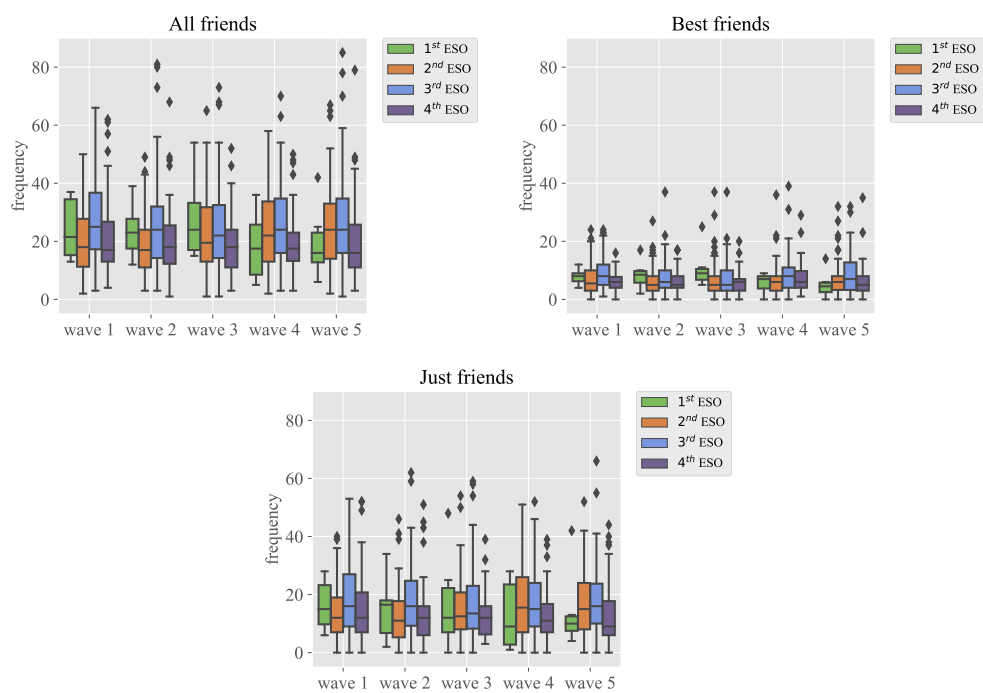 All friends
80
60
40
20
0
frequency
wave 1 wave 2 wave 3 wave 4 wave 5
1st ESO
2nd ESO
3rd ESO
4th ESO
Best friends
80
60
40
20
0
frequency
wave 1 wave 2 wave 3 wave 4 wave 5
1st ESO
2nd ESO
3rd ESO
4th ESO
Just friends
80
60
40
20
0
frequency
wave 1 wave 2 wave 3 wave 4 wave 5
1st ESO
2nd ESO
3rd ESO
4th ESO